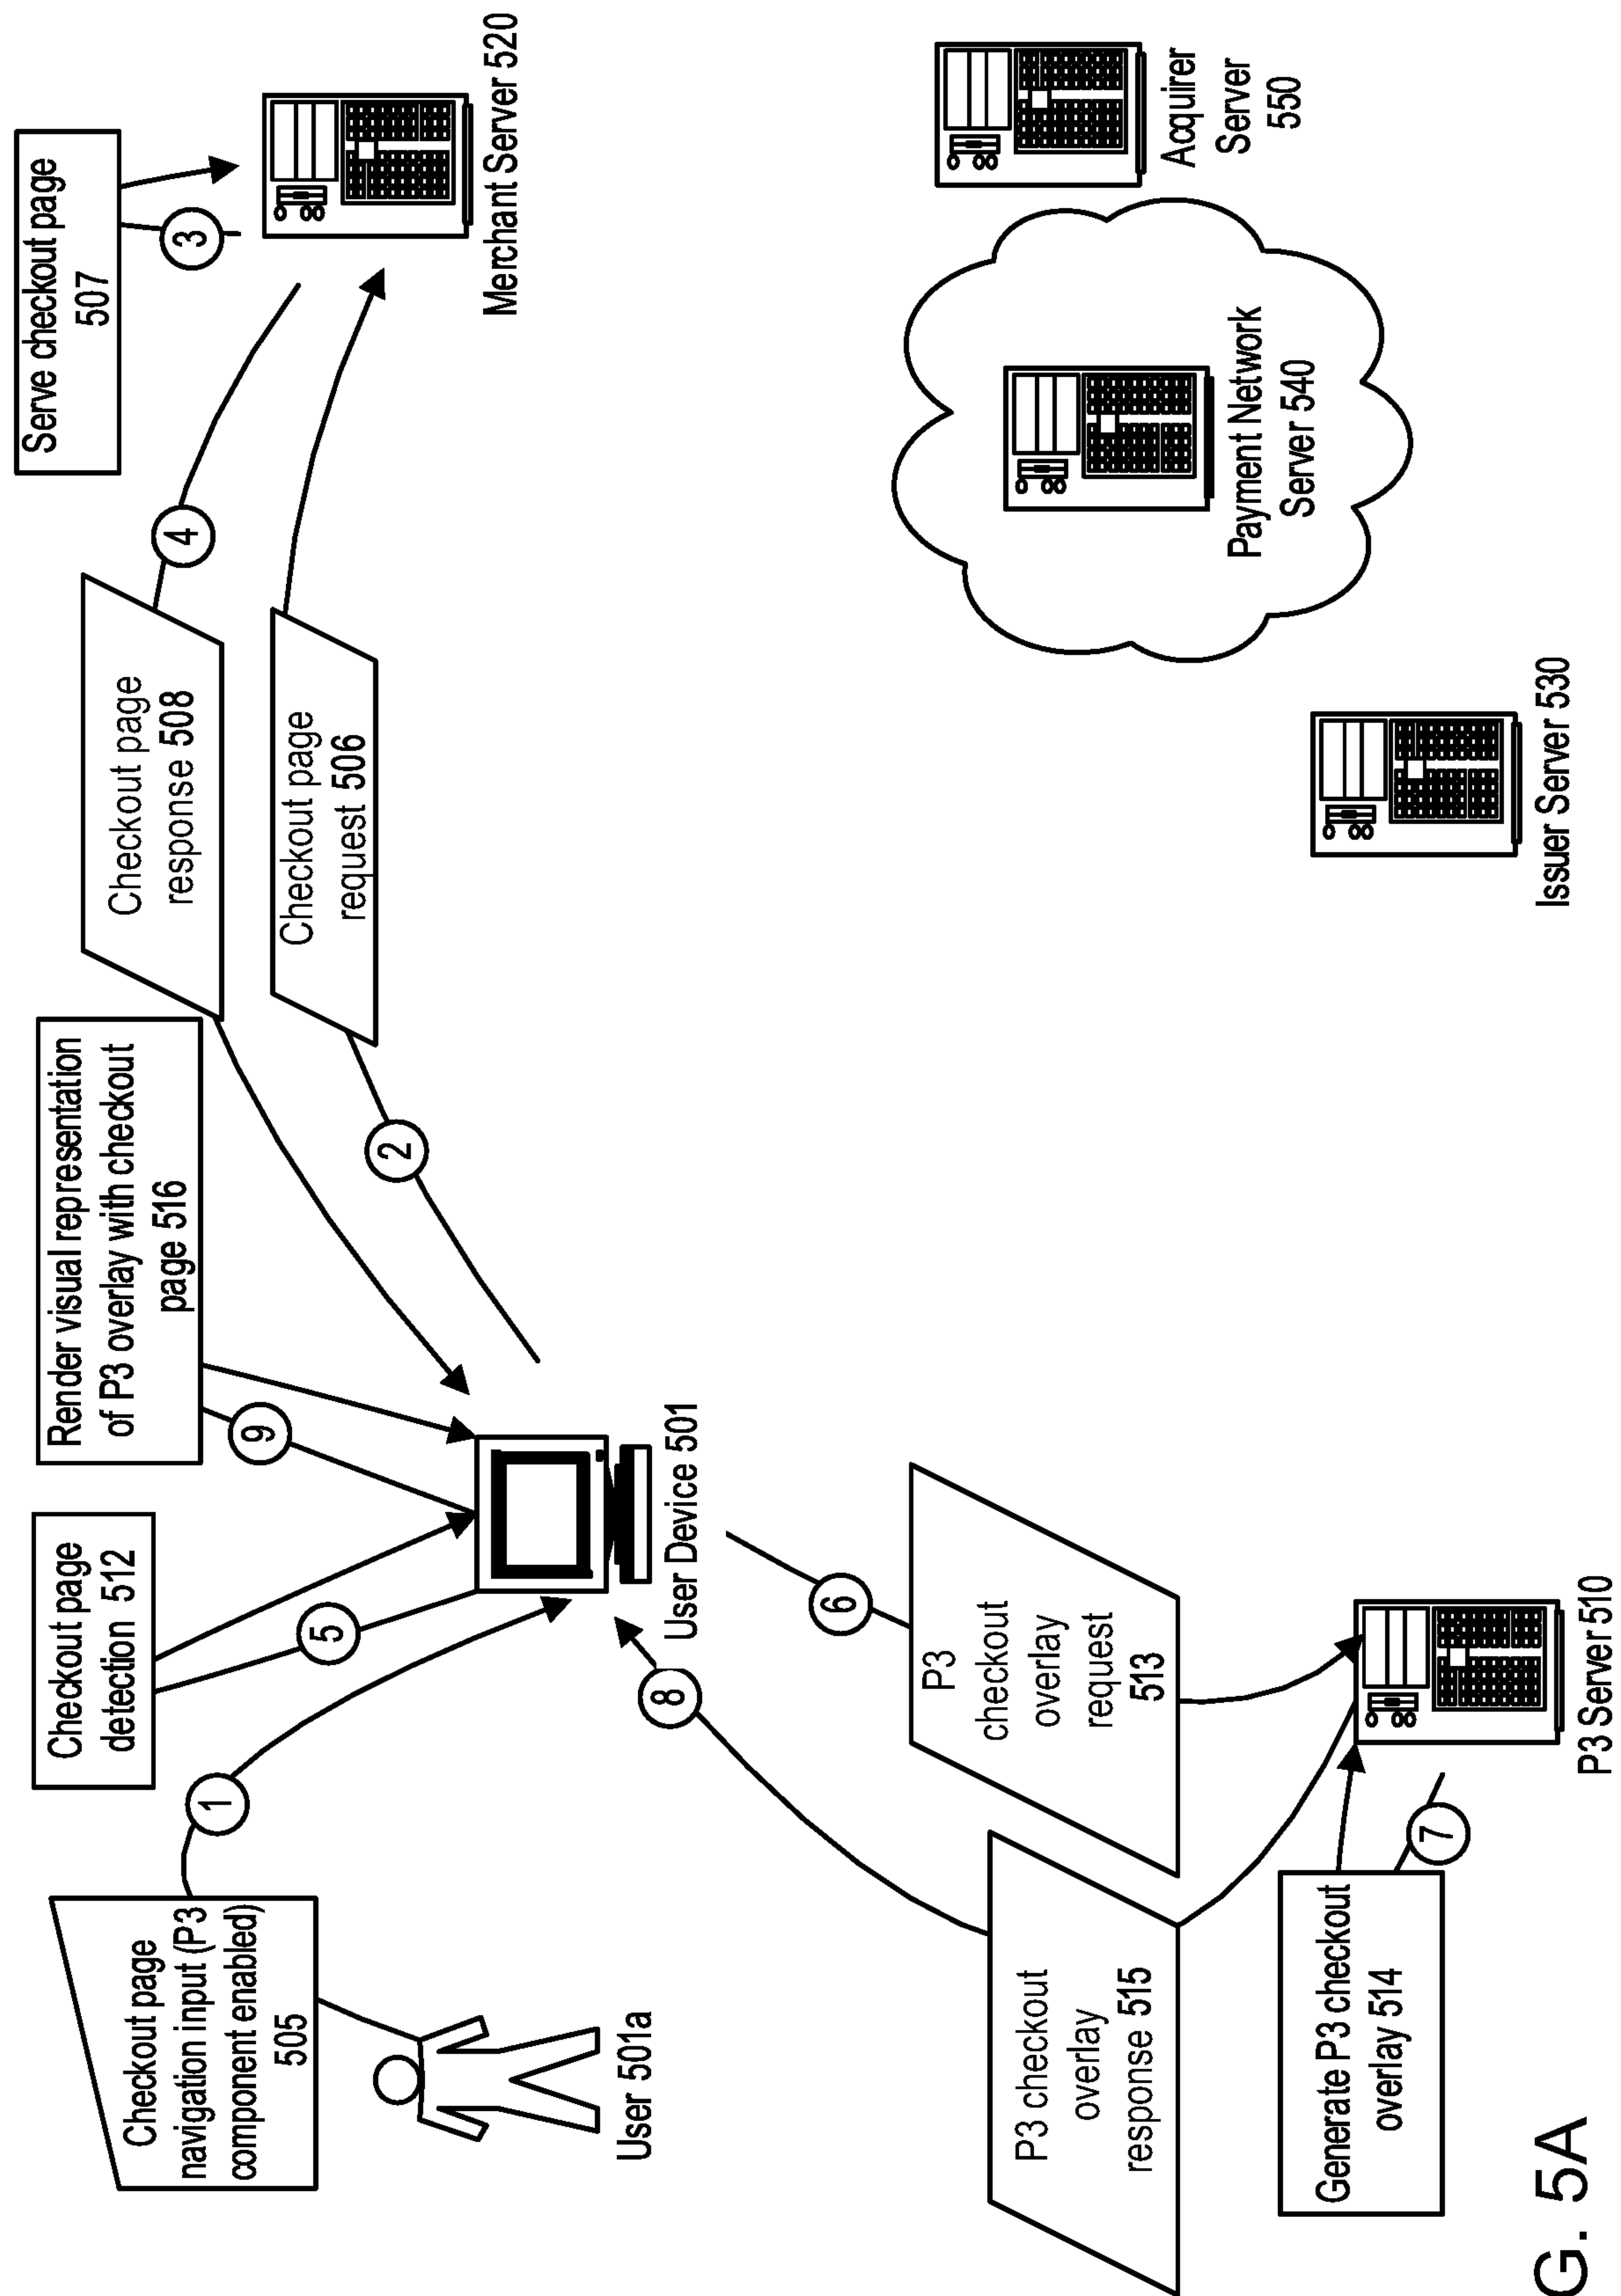 Checkout page
navigation input (P3
component enabled)
505
1
User 501a
Checkout page
detection 512
5
Render visual representation
of P3 overlay with checkout
page 516
9
User Device 501
2
Checkout page
request 506
Checkout page
response 508
4
Serve checkout page
507
3
Merchant Server 520
6
P3
checkout
overlay
request
513
8
P3 checkout
overlay
response 515
Generate P3 checkout
overlay 514
7
P3 Server 510
Issuer Server 530
Payment Network
Server 540
Acquirer
Server
550
G. 5A